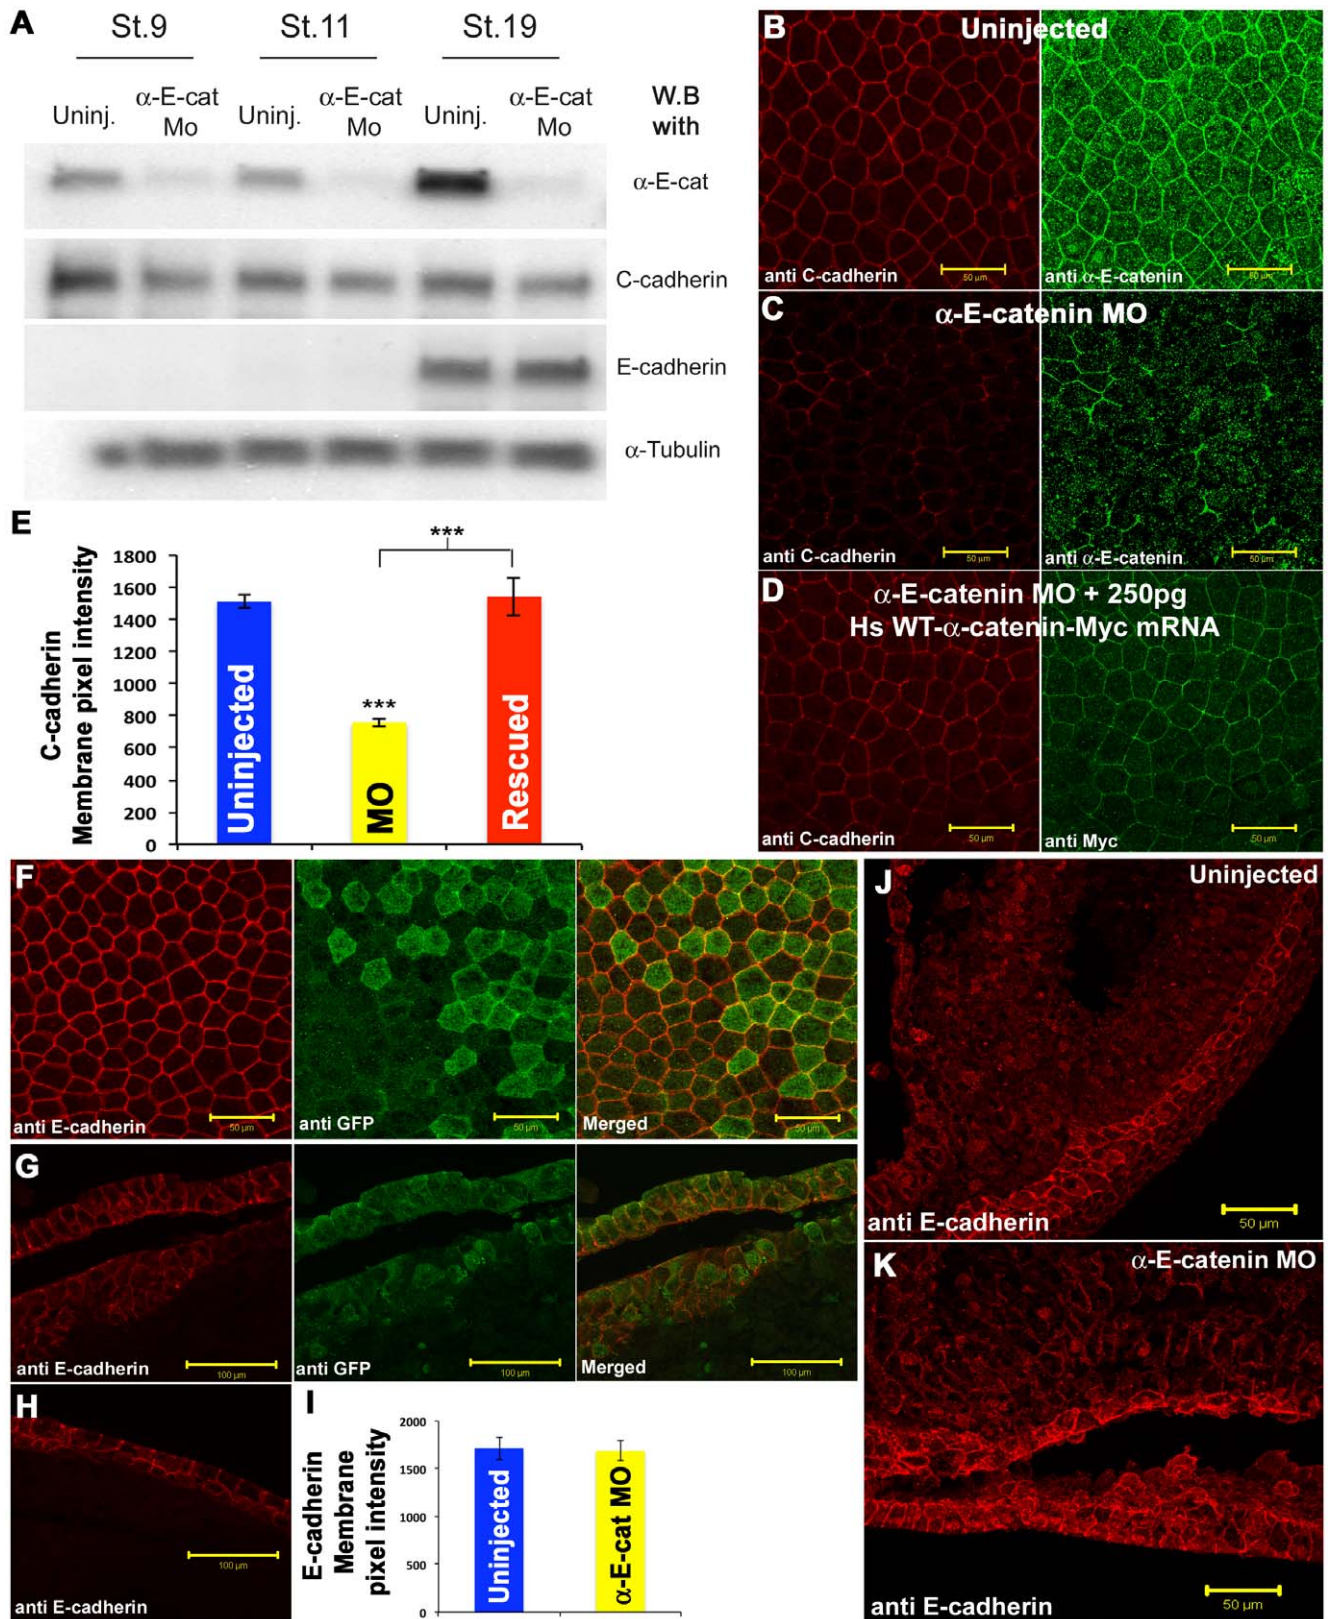 A
St.9 St.11 St.19
Uninj. α-E-cat Mo Uninj. α-E-cat Mo Uninj. α-E-cat Mo W.B with
α-E-cat
C-cadherin
E-cadherin
α-Tubulin
B Uninjected
anti C-cadherin 50 μm anti α-E-catenin 50 μm
C α-E-catenin MO
anti C-cadherin 50 μm anti α-E-catenin 50 μm
D α-E-catenin MO + 250pg
Hs WT-α-catenin-Myc mRNA
anti C-cadherin 50 μm anti Myc 50 μm
E
C-cadherin
Membrane pixel intensity
1800
1600
1400
1200
1000
800
600
400
200
0
Uninjected
***
MO
***
Rescued
F
anti E-cadherin 50 μm anti GFP 50 μm Merged 50 μm
G
anti E-cadherin 100 μm anti GFP 100 μm Merged 100 μm
H
anti E-cadherin 100 μm
I
E-cadherin
Membrane
pixel intensity
2000
1500
1000
500
0
Uninjected
α-E-cat MO
J Uninjected
anti E-cadherin 50 μm
K α-E-catenin MO
anti E-cadherin 50 μm